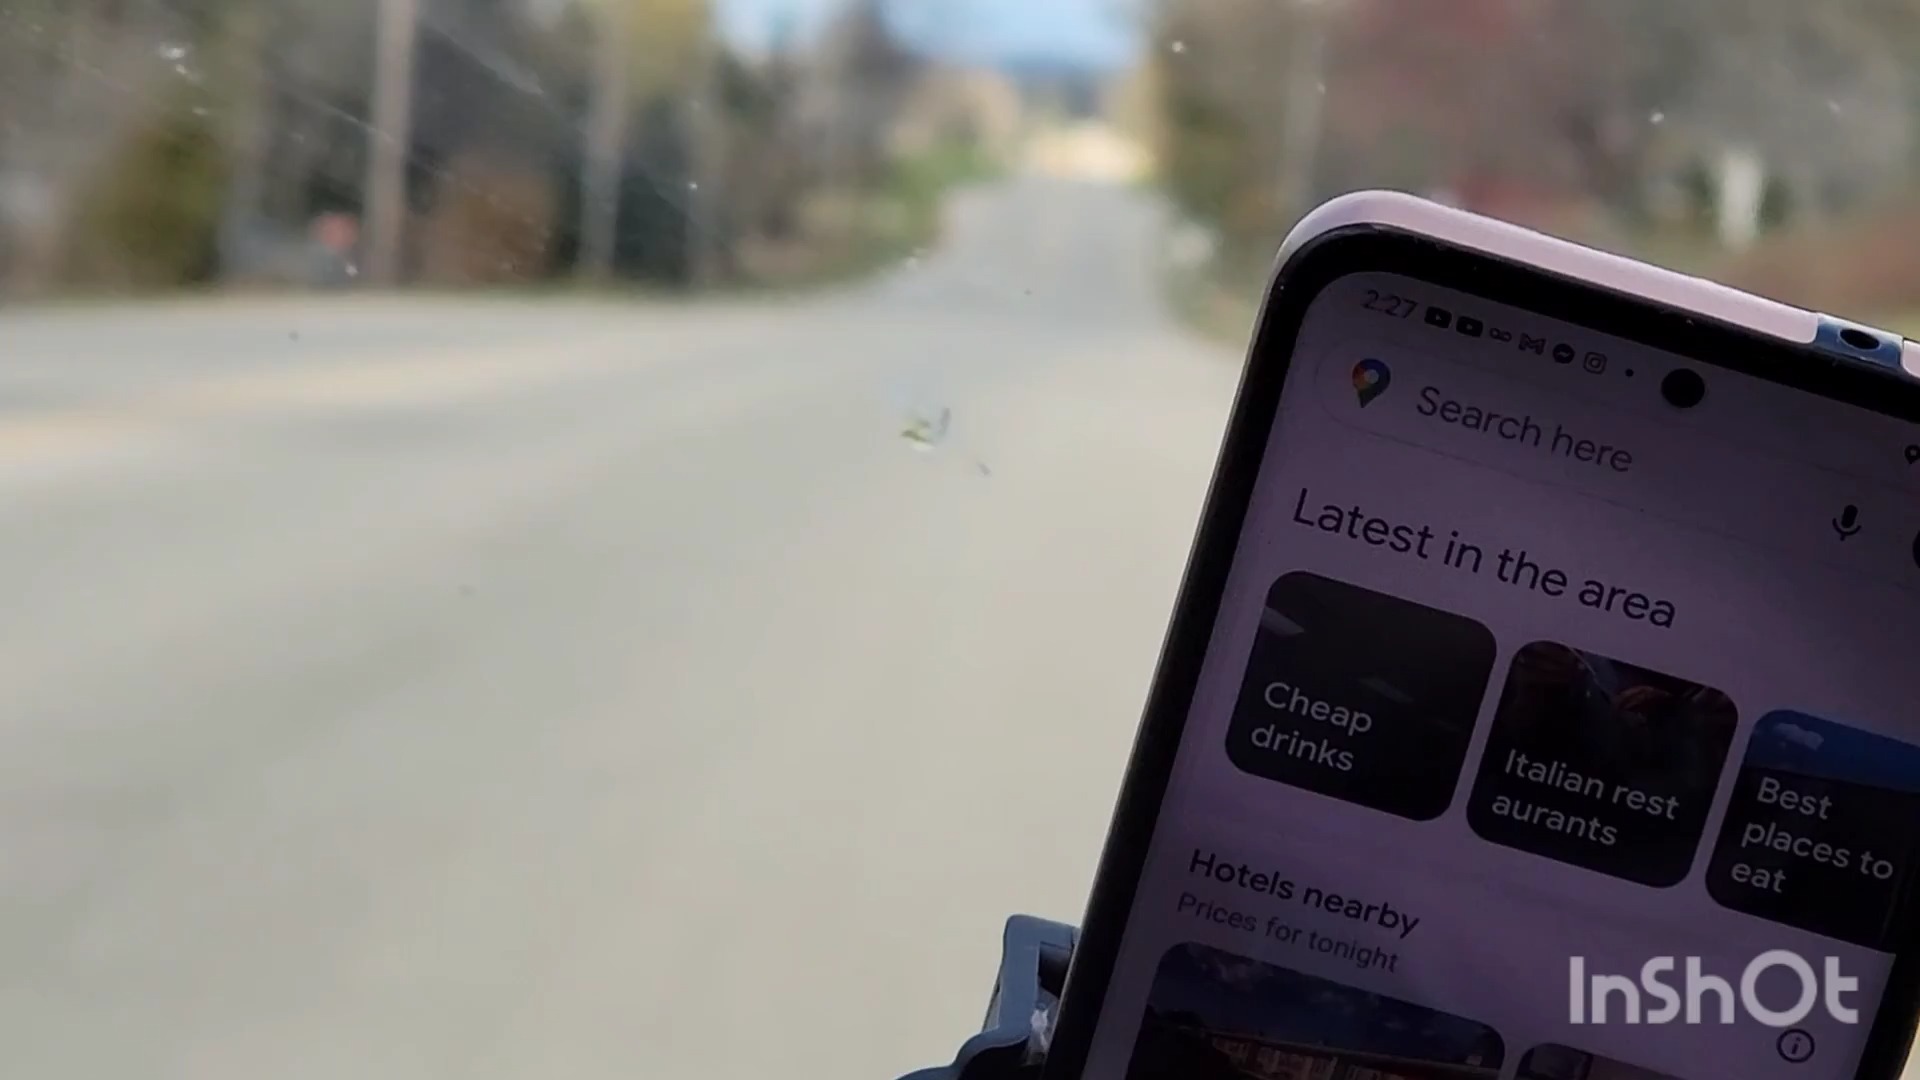 2:27
Search here
Latest in the area
Cheap
drinks
Italian rest
aurants
Best
places to
eat
Hotels nearby
Prices for tonight
InShOt